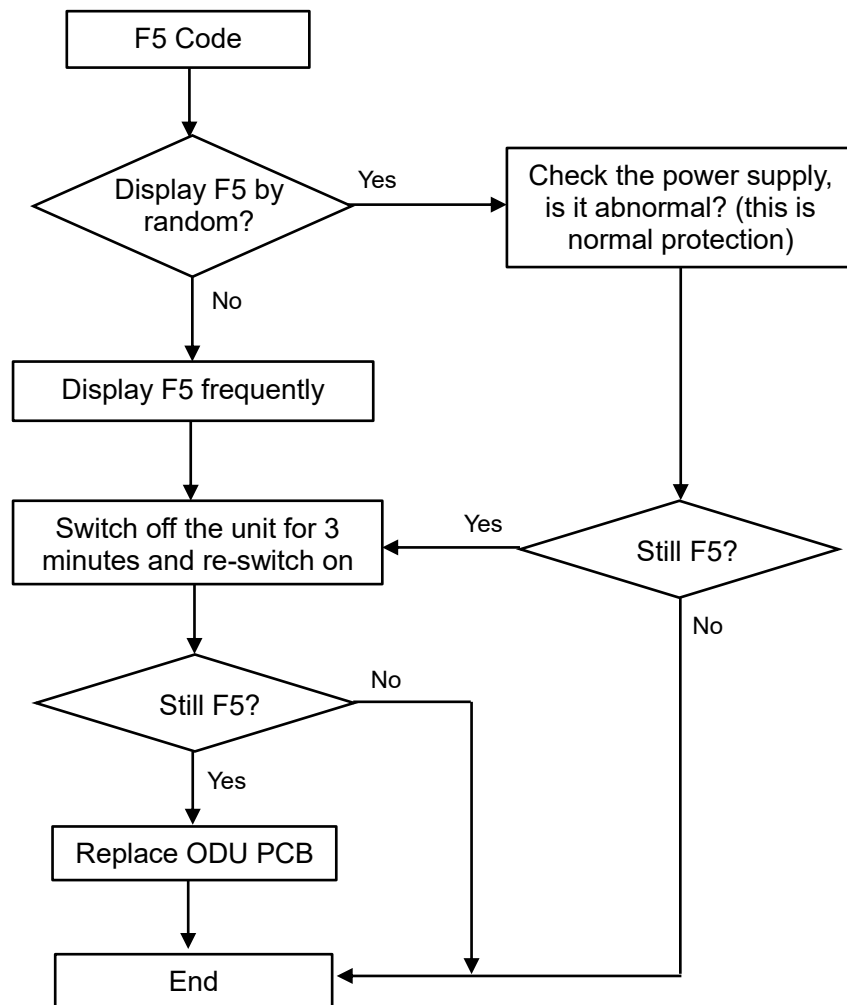 F5 Code
Display F5 by
random?
Yes
Check the power supply,
is it abnormal? (this is
normal protection)
No
Display F5 frequently
Switch off the unit for 3
minutes and re-switch on
Yes
Still F5?
No
Still F5?
No
Yes
Replace ODU PCB
End